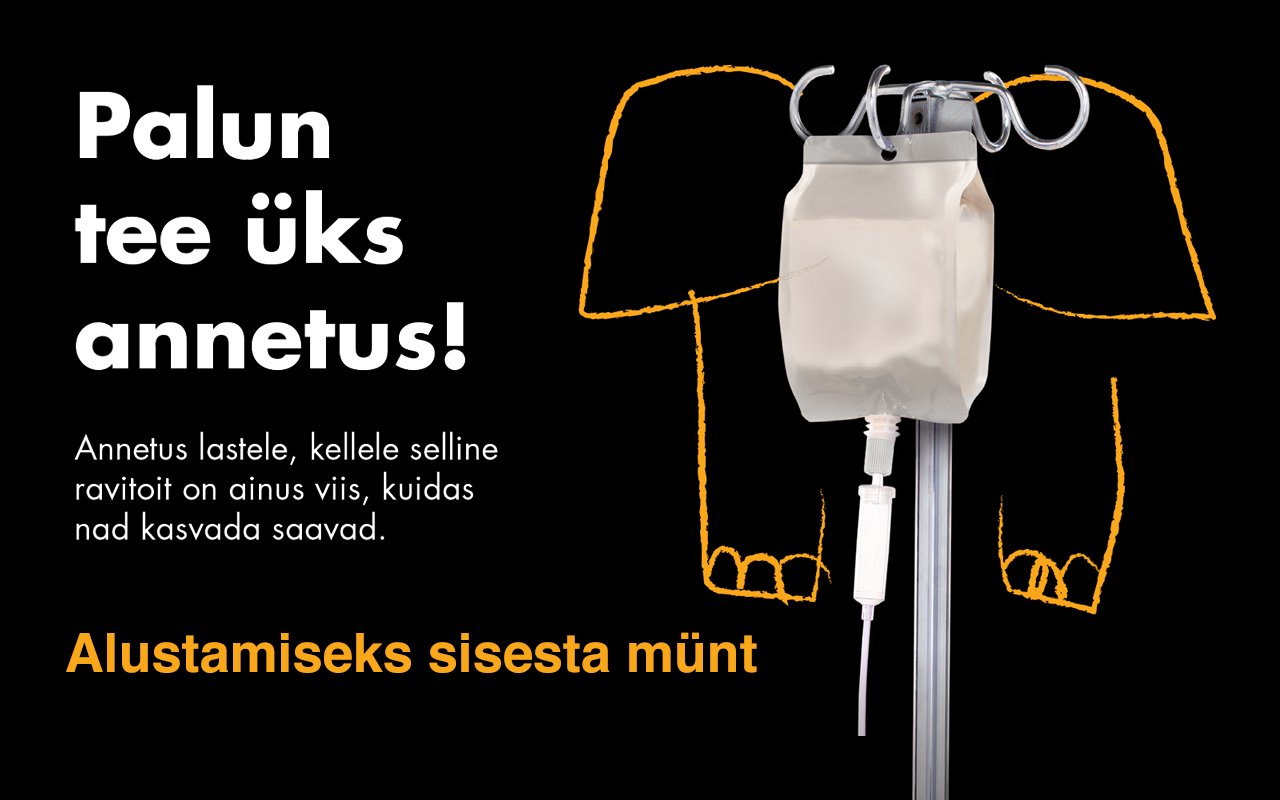 Palun
tee üks
annetus!
Annetus lastele, kellele selline
ravitoit on ainus viis, kuidas
nad kasvada saavad.
Alustamiseks sisesta münt